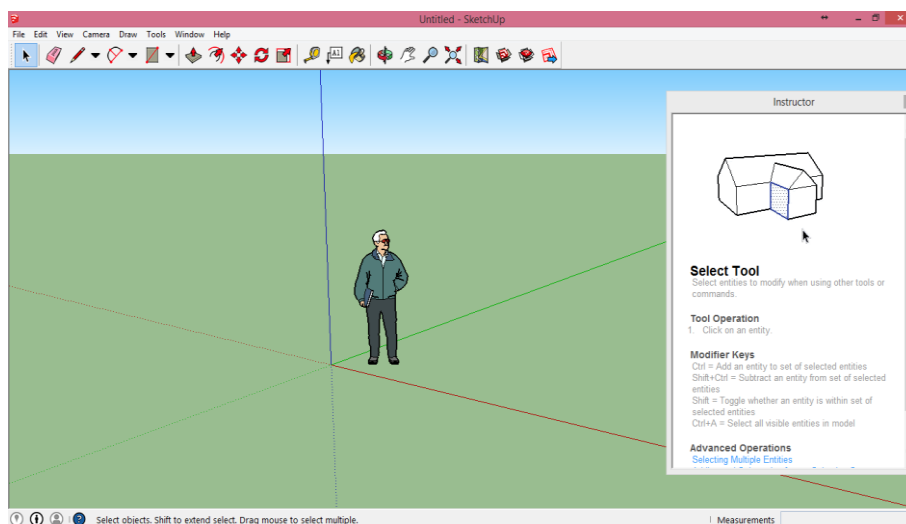 Untitled - SketchUp
File Edit View Camera Draw Tools Window Help
A1
Instructor
Select Tool
Select entities to modify when using other tools or
commands.
Tool Operation
1. Click on an entity.
Modifier Keys
Ctrl = Add an entity to set of selected entities
Shift+Ctrl = Subtract an entity from set of selected
entities
Shift = Toggle whether an entity is within set of
selected entities
Ctrl+A = Select all visible entities in model
Advanced Operations
Selecting Multiple Entities
Select objects. Shift to extend select. Drag mouse to select multiple.
Measurements